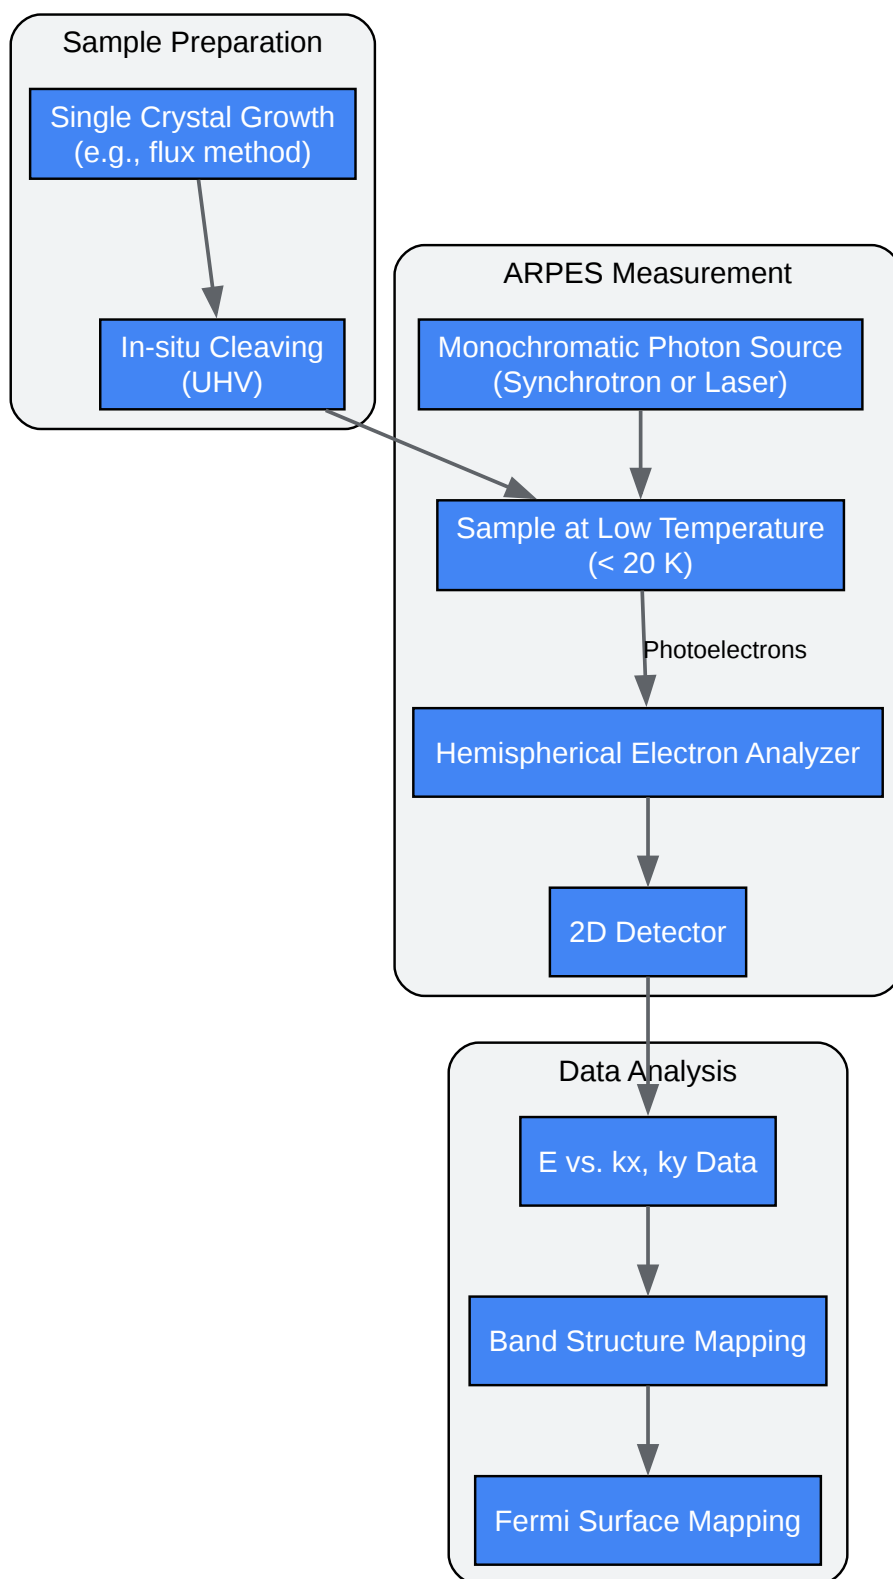 Sample Preparation
Single Crystal Growth
(e.g., flux method)
In-situ Cleaving
(UHV)
ARPES Measurement
Monochromatic Photon Source
(Synchrotron or Laser)
Sample at Low Temperature
(< 20 K)
Photoelectrons
Hemispherical Electron Analyzer
2D Detector
Data Analysis
E vs. kx, ky Data
Band Structure Mapping
Fermi Surface Mapping